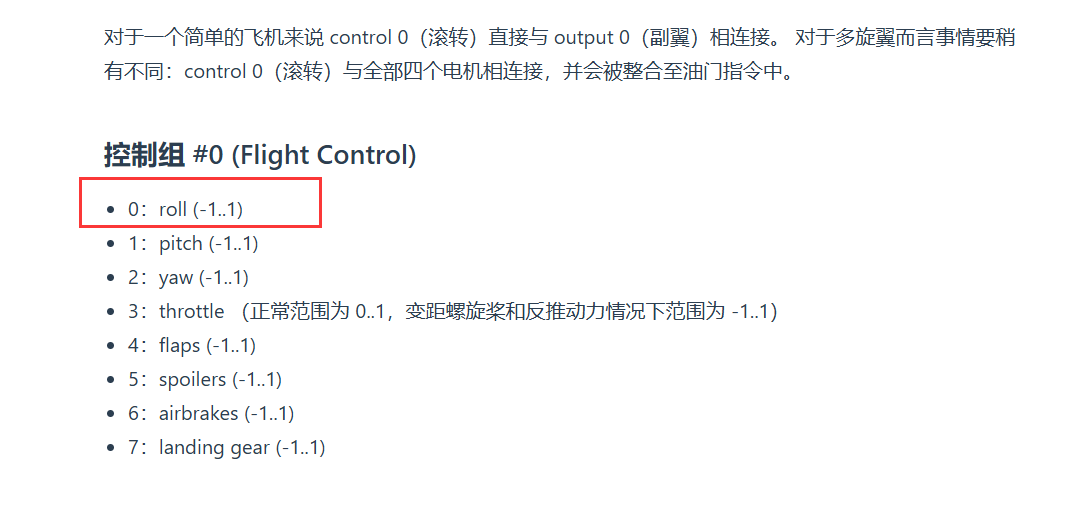 对于一个简单的飞机来说 control 0（滚转）直接与 output 0（副翼）相连接。 对于多旋翼而言事情要稍
有不同：control 0（滚转）与全部四个电机相连接，并会被整合至油门指令中。
控制组 #0 (Flight Control)
• 0：roll (-1..1)
• 1：pitch (-1..1)
• 2：yaw (-1..1)
• 3：throttle （正常范围为 0..1，变距螺旋桨和反推动力情况下范围为 -1..1）
• 4：flaps (-1..1)
• 5：spoilers (-1..1)
• 6：airbrakes (-1..1)
• 7：landing gear (-1..1)